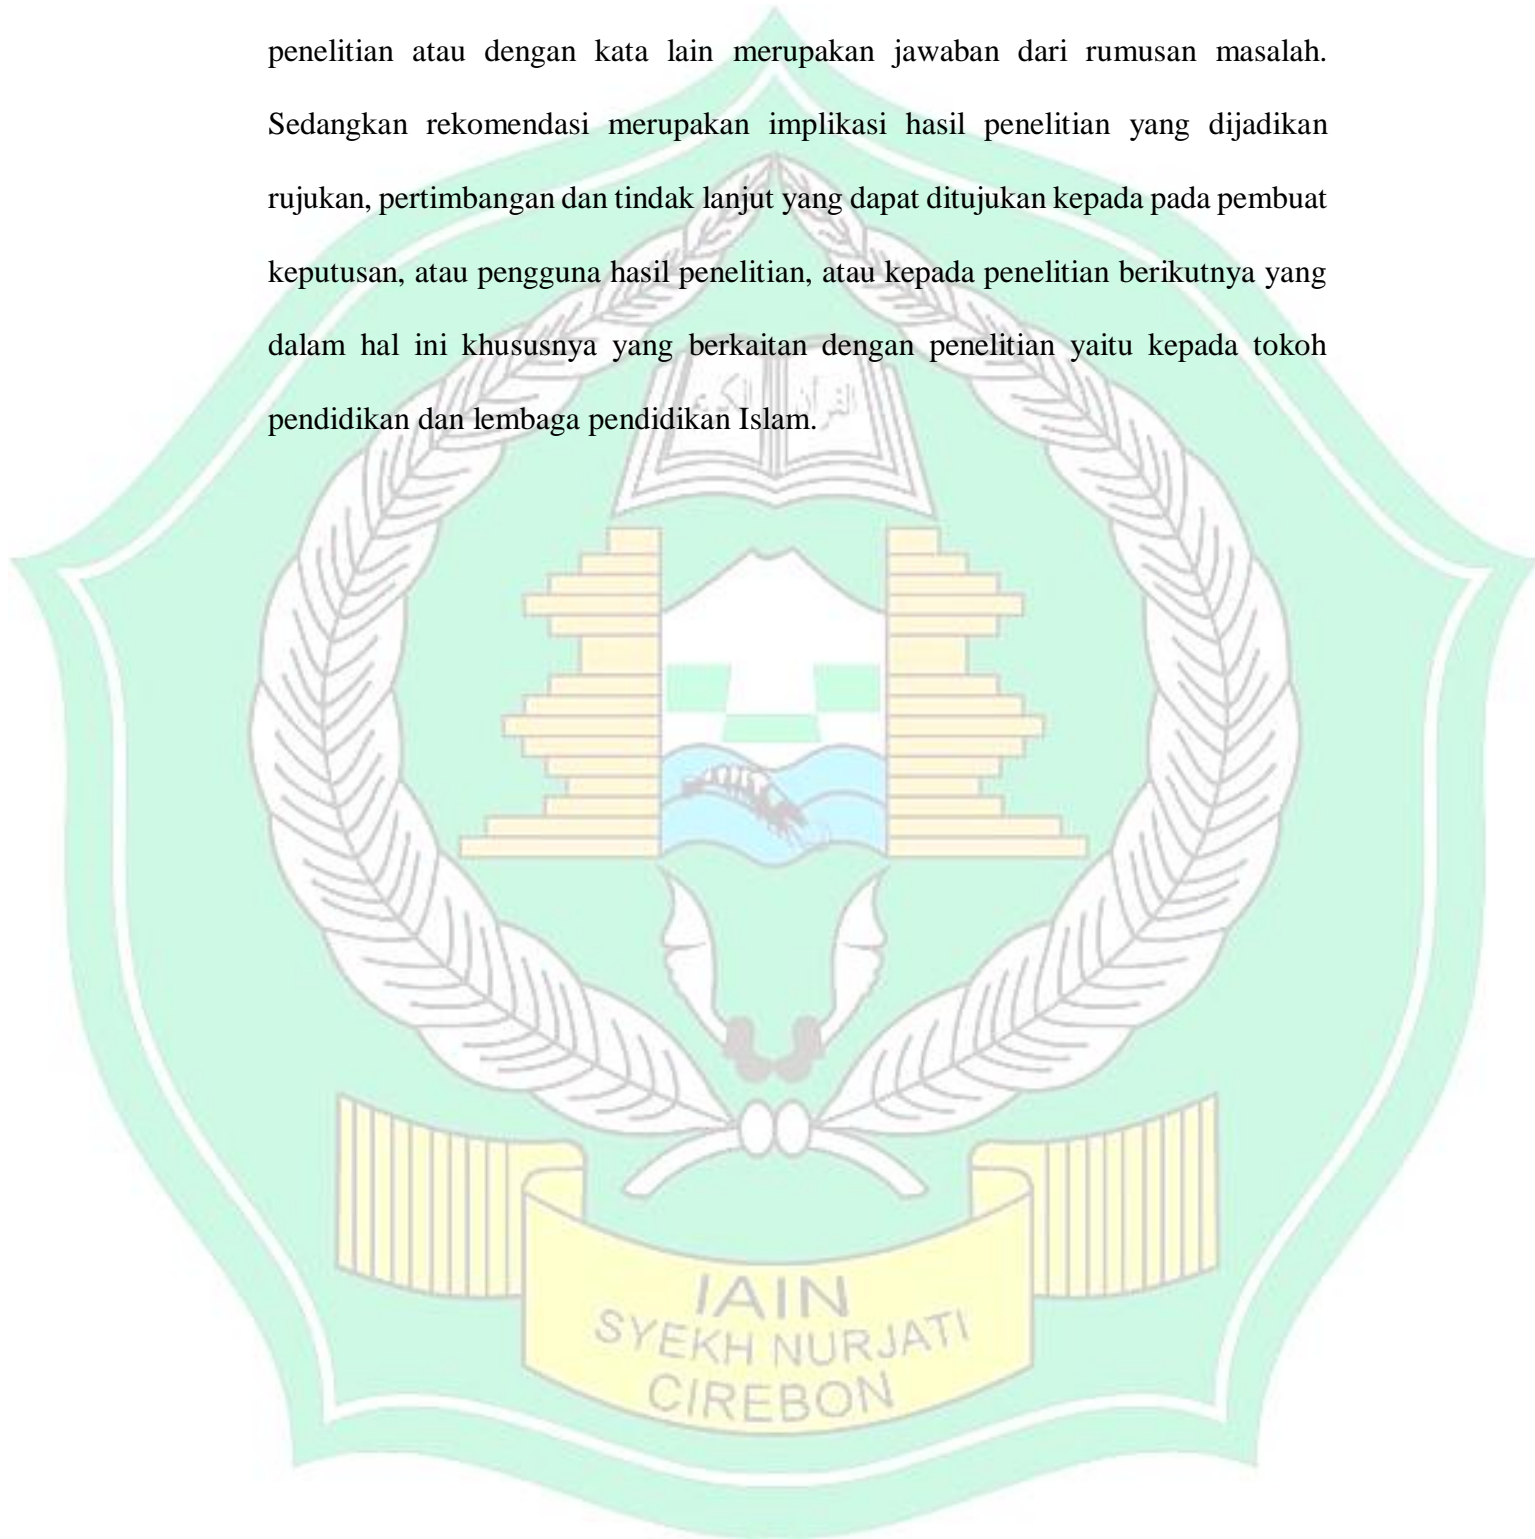 penelitian atau dengan kata lain merupakan jawaban dari rumusan masalah.
Sedangkan rekomendasi merupakan implikasi hasil penelitian yang dijadikan
rujukan, pertimbangan dan tindak lanjut yang dapat ditujukan kepada pada pembuat
keputusan, atau pengguna hasil penelitian, atau kepada penelitian berikutnya yang
dalam hal ini khususnya yang berkaitan dengan penelitian yaitu kepada tokoh
القرآن الكريم
pendidikan dan lembaga pendidikan Islam.
IAIN
SYEKH NURJATI
CIREBON